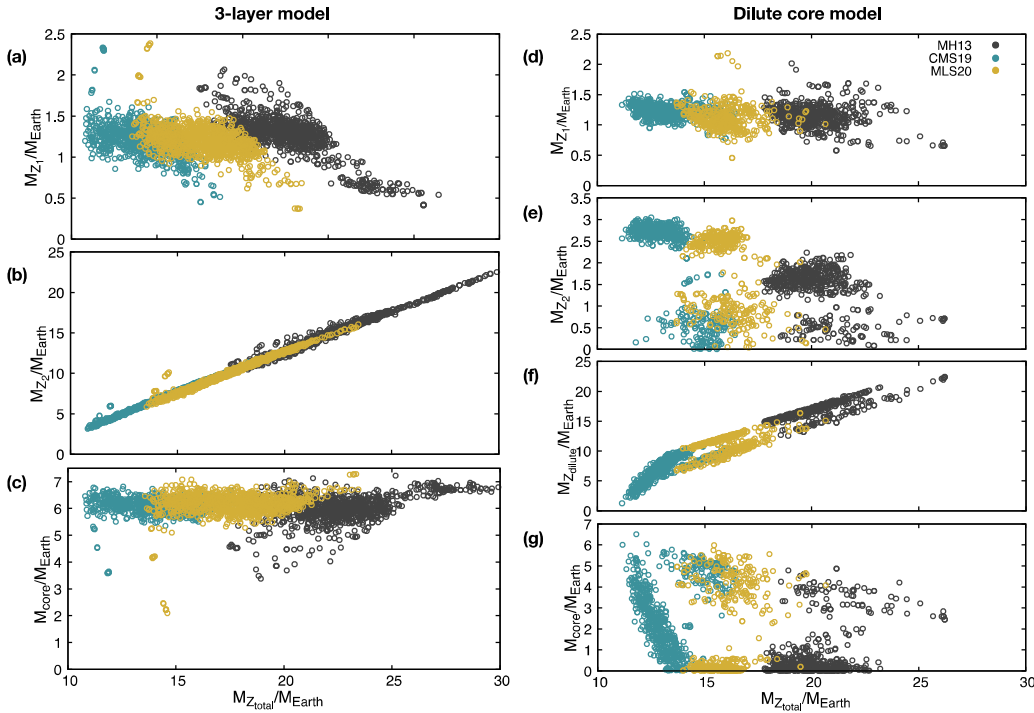 3-layer model
Dilute core model
(a)
2.5
2
1.5
1
0.5
0
M_Z1/M_Earth
(b)
25
20
15
10
5
0
M_Z2/M_Earth
(c)
7
6
5
4
3
2
1
0
M_core/M_Earth
10 15 20 25 30
M_Ztotal/M_Earth
(d)
2.5
2
1.5
1
0.5
0
M_Z1/M_Earth
MH13
CMS19
MLS20
(e)
3.5
3
2.5
2
1.5
1
0.5
0
M_Z2/M_Earth
(f)
25
20
15
10
5
0
M_Zdilute/M_Earth
(g)
7
6
5
4
3
2
1
0
M_core/M_Earth
10 15 20 25 30
M_Ztotal/M_Earth